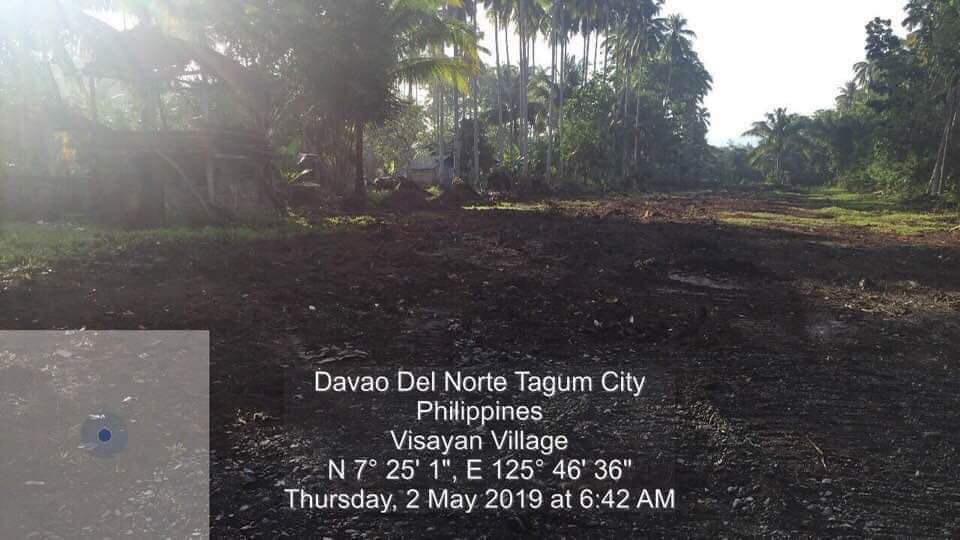 Davao Del Norte Tagum City
Philippines
Visayan Village
N 7° 25' 1", E 125° 46' 36"
Thursday, 2 May 2019 at 6:42 AM